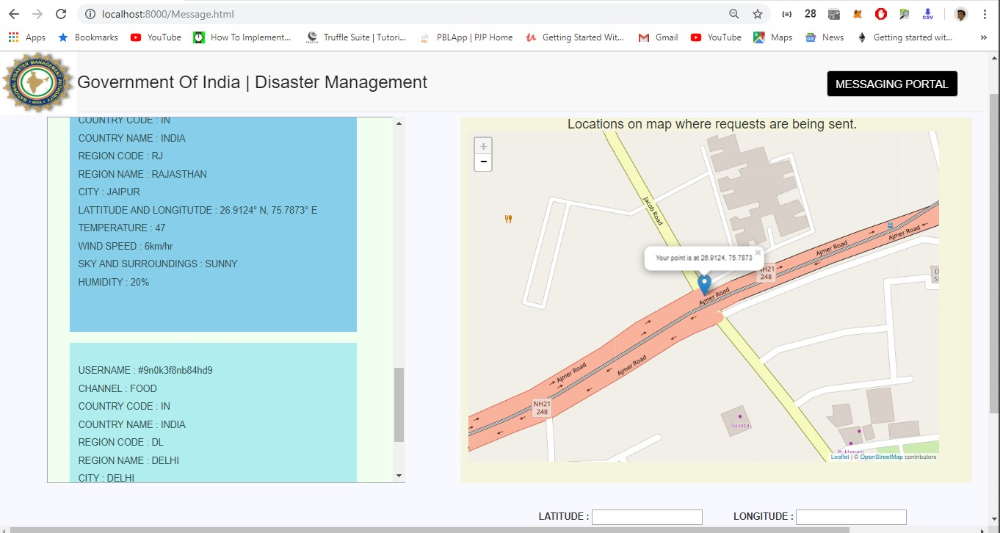 localhost:8000/Message.html
28
CSV
Apps
Bookmarks
YouTube
How To Implement...
Truffle Suite | Tutori...
PBLApp | PJP Home
Getting Started Wit...
Gmail
YouTube
Maps
News
Getting started wit...
»
NATIONAL DISASTER MANAGEMENT AUTHORITY
Government Of India | Disaster Management
MESSAGING PORTAL
COUNTRY CODE : IN
COUNTRY NAME : INDIA
REGION CODE : RJ
REGION NAME : RAJASTHAN
CITY : JAIPUR
LATTITUDE AND LONGITUTDE : 26.9124° N, 75.7873° E
TEMPERATURE : 47
WIND SPEED : 6km/hr
SKY AND SURROUNDINGS : SUNNY
HUMIDITY : 20%
USERNAME : #9n0k3f8nb84hd9
CHANNEL : FOOD
COUNTRY CODE : IN
COUNTRY NAME : INDIA
REGION CODE : DL
REGION NAME : DELHI
CITY : DELHI
Locations on map where requests are being sent.
+
−
Jacob Road
Your point is at 26.9124, 75.7873
×
Ajmer Road
Ajmer Road
NH21
248
Ajmer Road
Ajmer Road
Ajmer Road
NH21
248
Suvasa
Rukhmani
Leaflet | © OpenStreetMap contributors
LATITUDE :
LONGITUDE :